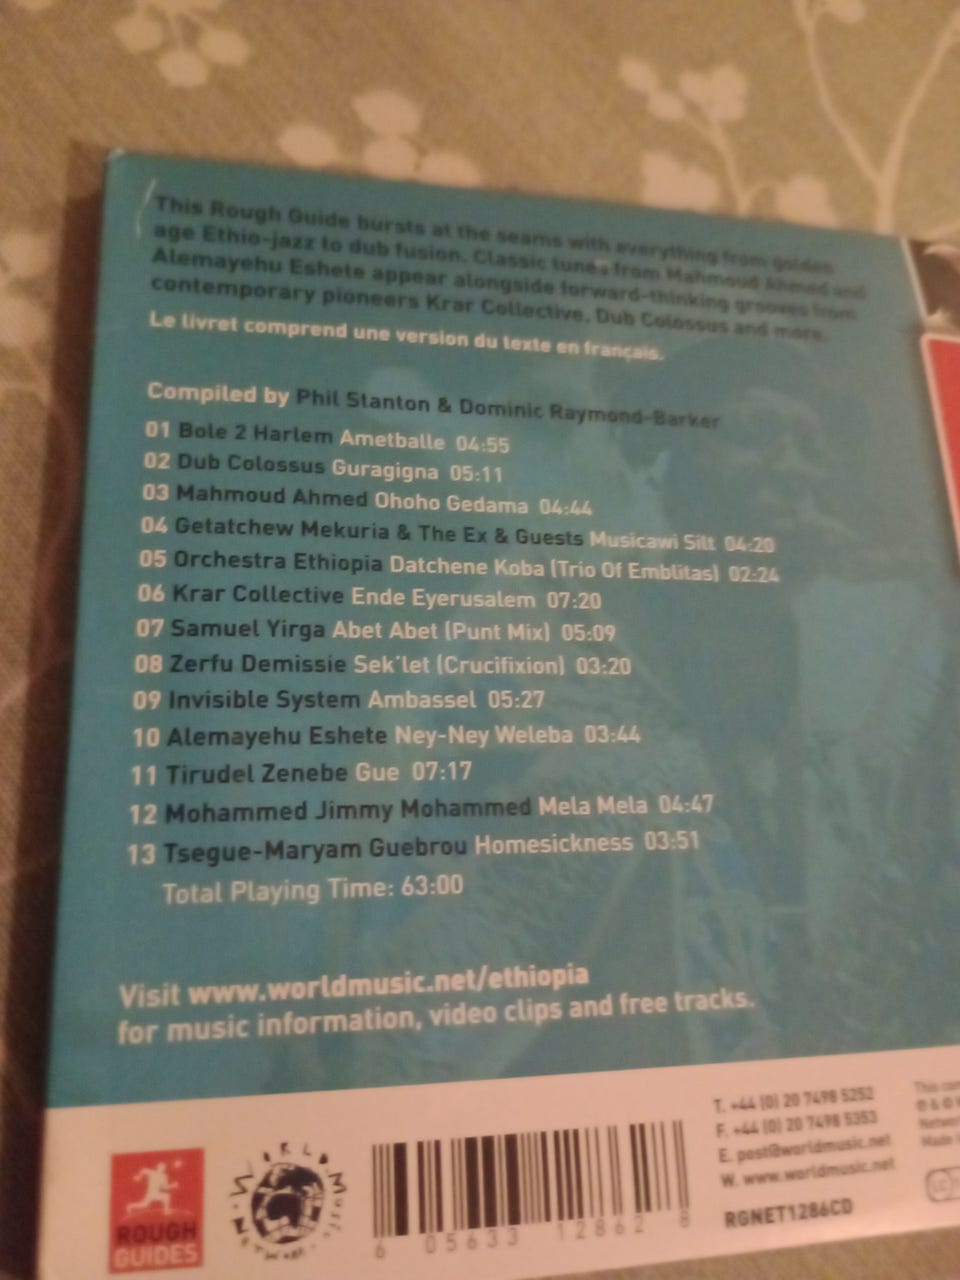 This Rough Guide bursts at the seams with everything from golden
age Ethio-jazz to dub fusion. Classic tunes from Mahmoud Ahmed and
Alemayehu Eshete appear alongside forward-thinking grooves from
contemporary pioneers Krar Collective, Dub Colossus and more.
Le livret comprend une version du texte en français.
Compiled by Phil Stanton & Dominic Raymond-Barker
01 Bole 2 Harlem Ametballe 04:55
02 Dub Colossus Guragigna 05:11
03 Mahmoud Ahmed Ohoho Gedama 04:44
04 Getatchew Mekuria & The Ex & Guests Musicawi Silt 04:20
05 Orchestra Ethiopia Datchene Koba (Trio Of Emblitas) 02:24
06 Krar Collective Ende Eyerusalem 07:20
07 Samuel Yirga Abet Abet (Punt Mix) 05:09
08 Zerfu Demissie Sek'let (Crucifixion) 03:20
09 Invisible System Ambassel 05:27
10 Alemayehu Eshete Ney-Ney Weleba 03:44
11 Tirudel Zenebe Gue 07:17
12 Mohammed Jimmy Mohammed Mela Mela 04:47
13 Tsegue-Maryam Guebrou Homesickness 03:51
Total Playing Time: 63:00
Visit www.worldmusic.net/ethiopia
for music information, video clips and free tracks.
ROUGH
GUIDES
WORLD MUSIC NETWORK
6 05633 12862 8
T. +44 (0) 20 7498 5252
F. +44 (0) 20 7498 5353
E. post@worldmusic.net
W. www.worldmusic.net
RGNET1286CD
This
Made